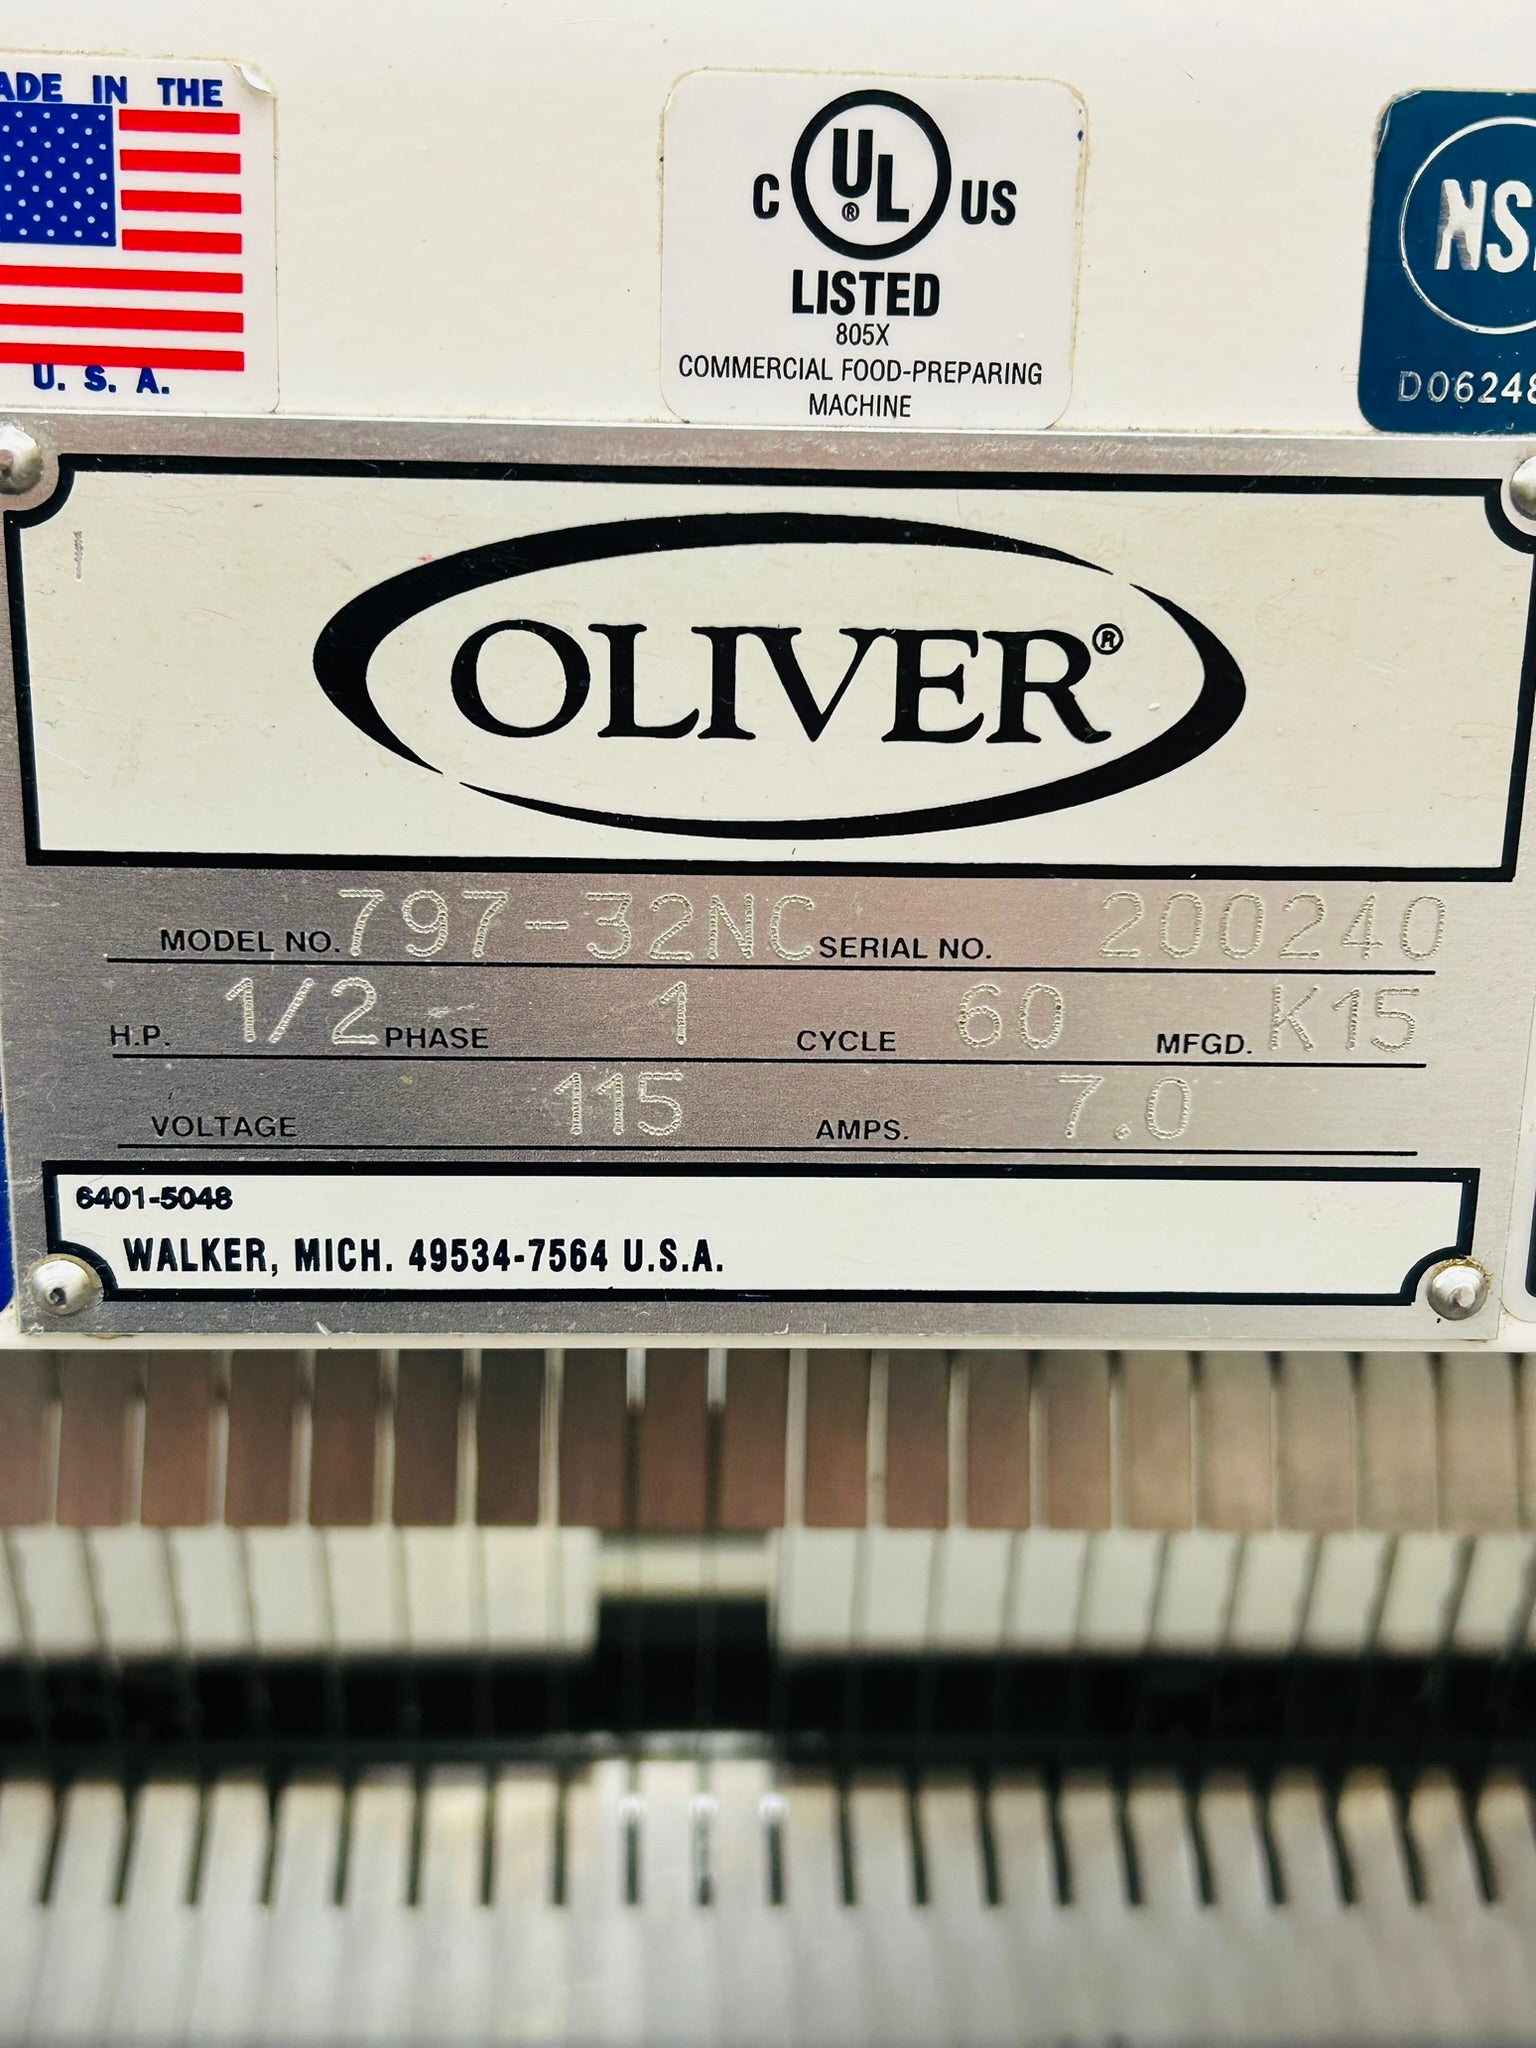 ADE IN THE
U. S. A.
C UL® US
LISTED
805X
COMMERCIAL FOOD-PREPARING
MACHINE
NS
D06248
OLIVER®
MODEL NO. 797-32NC SERIAL NO. 200240
H.P. 1/2 PHASE 1 CYCLE 60 MFGD. K15
VOLTAGE 115 AMPS. 7.0
6401-5048
WALKER, MICH. 49534-7564 U.S.A.